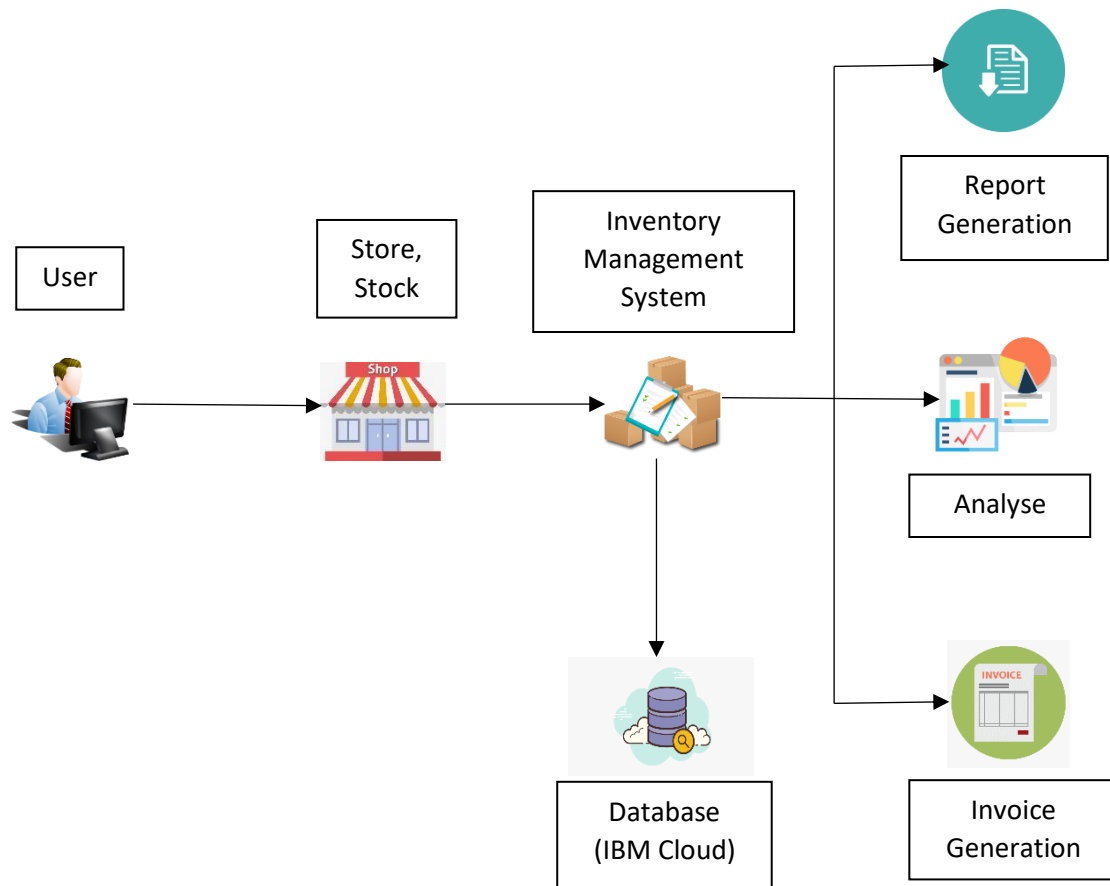 Report
Generation
Inventory
Management
System
Store,
Stock
User
Shop
Analyse
INVOICE
Database
(IBM Cloud)
Invoice
Generation